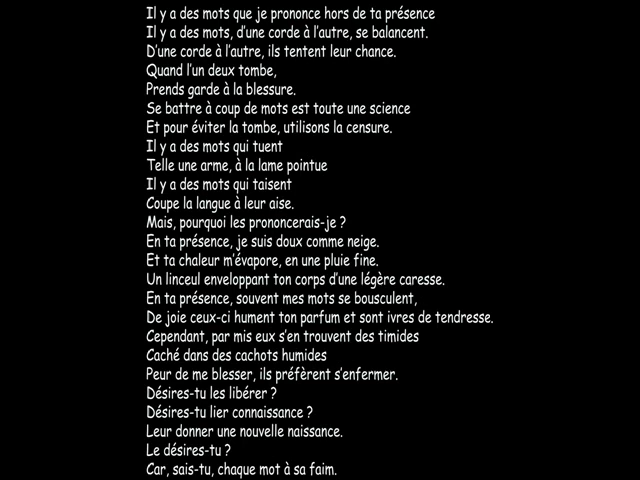 Il y a des mots que je prononce hors de ta présence
Il y a des mots, d'une corde à l'autre, se balancent.
D'une corde à l'autre, ils tentent leur chance.
Quand l'un deux tombe,
Prends garde à la blessure.
Se battre à coup de mots est toute une science
Et pour éviter la tombe, utilisons la censure.
Il y a des mots qui tuent
Telle une arme, à la lame pointue
Il y a des mots qui taisent
Coupe la langue à leur aise.
Mais, pourquoi les prononcerais-je ?
En ta présence, je suis doux comme neige.
Et ta chaleur m'évapore, en une pluie fine.
Un linceul enveloppant ton corps d'une légère caresse.
En ta présence, souvent mes mots se bousculent,
De joie ceux-ci hument ton parfum et sont ivres de tendresse.
Cependant, par mis eux s'en trouvent des timides
Caché dans des cachots humides
Peur de me blesser, ils préfèrent s'enfermer.
Désires-tu les libérer ?
Désires-tu lier connaissance ?
Leur donner une nouvelle naissance.
Le désires-tu ?
Car, sais-tu, chaque mot à sa faim.